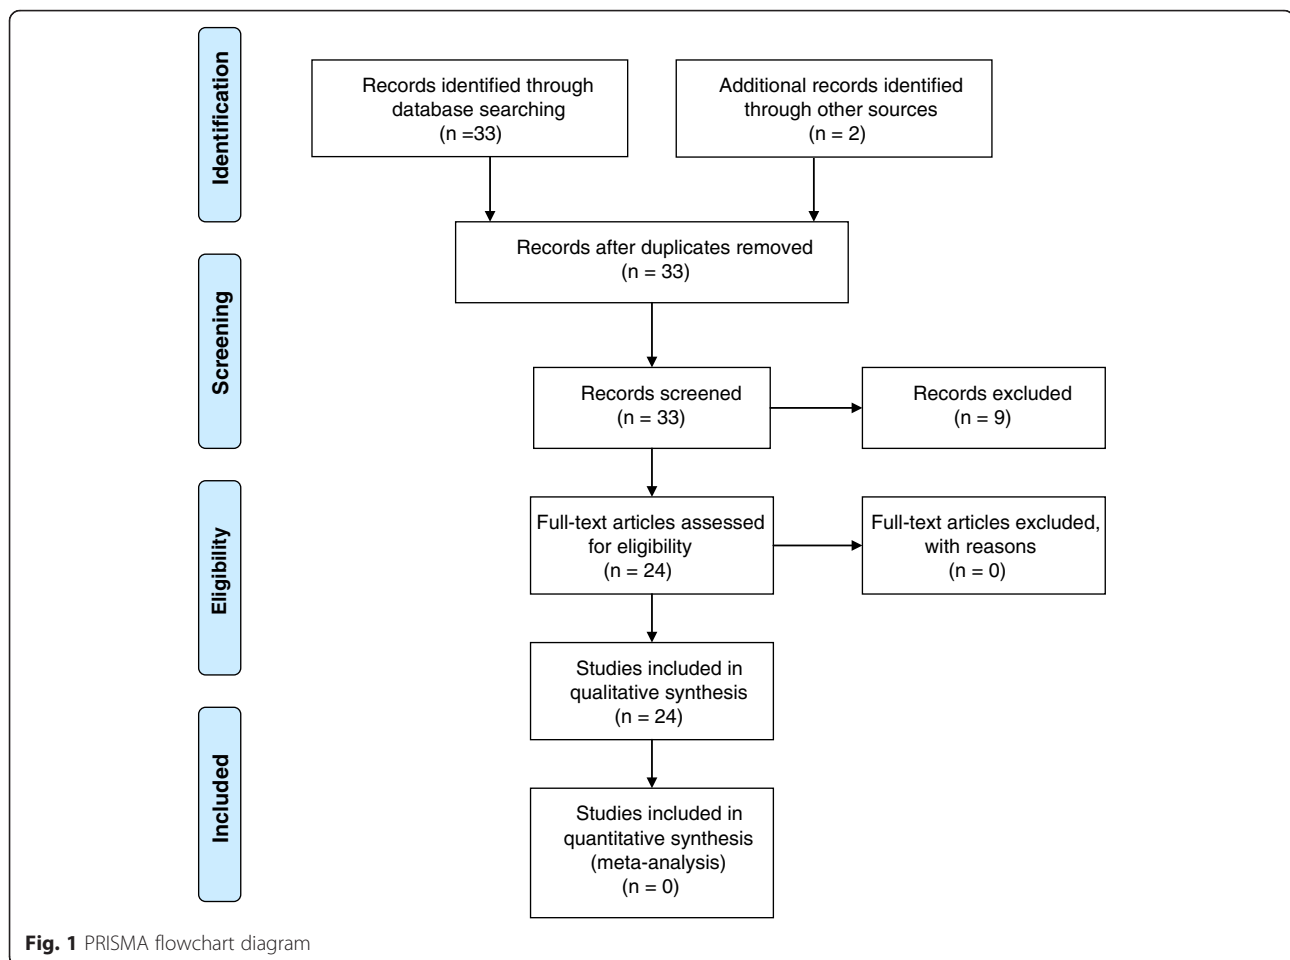 Identification
Records identified through
database searching
(n =33)
Additional records identified
through other sources
(n = 2)
Records after duplicates removed
(n = 33)
Screening
Records screened
(n = 33)
Records excluded
(n = 9)
Eligibility
Full-text articles assessed
for eligibility
(n = 24)
Full-text articles excluded,
with reasons
(n = 0)
Studies included in
qualitative synthesis
(n = 24)
Included
Studies included in
quantitative synthesis
(meta-analysis)
(n = 0)
Fig. 1 PRISMA flowchart diagram